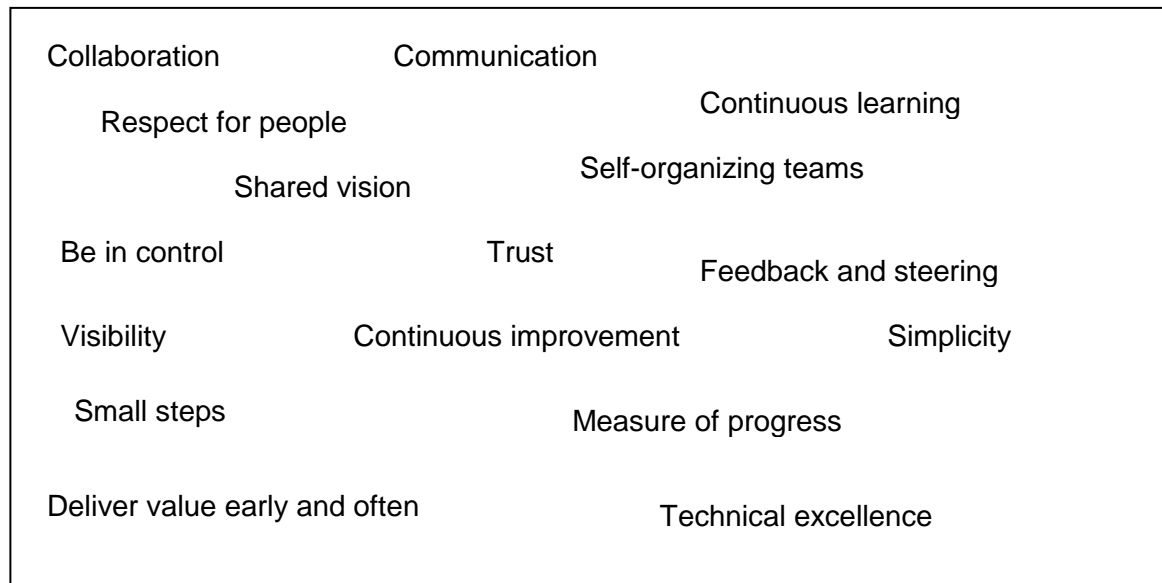 Collaboration
Communication
Continuous learning
Respect for people
Self-organizing teams
Shared vision
Be in control
Trust
Feedback and steering
Visibility
Continuous improvement
Simplicity
Small steps
Measure of progress
Deliver value early and often
Technical excellence